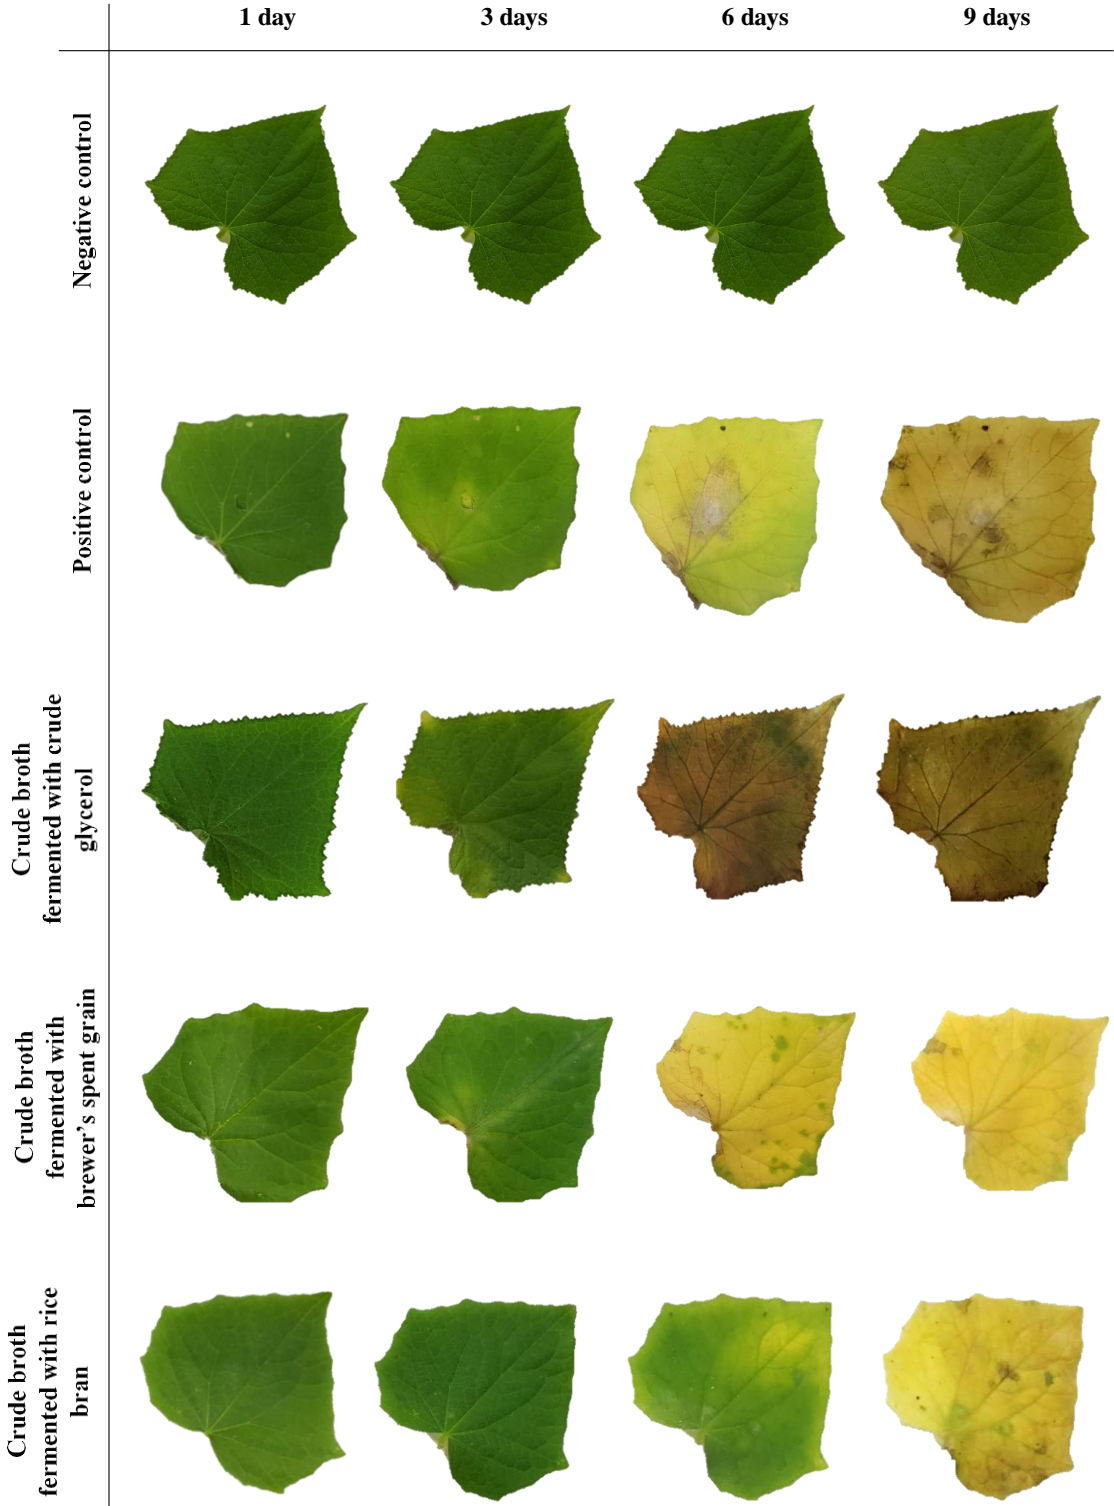 1 day
3 days
6 days
9 days
Negative control
Positive control
Crude broth
fermented with crude
glycerol
Crude broth
fermented with
brewer’s spent grain
Crude broth
fermented with rice
bran